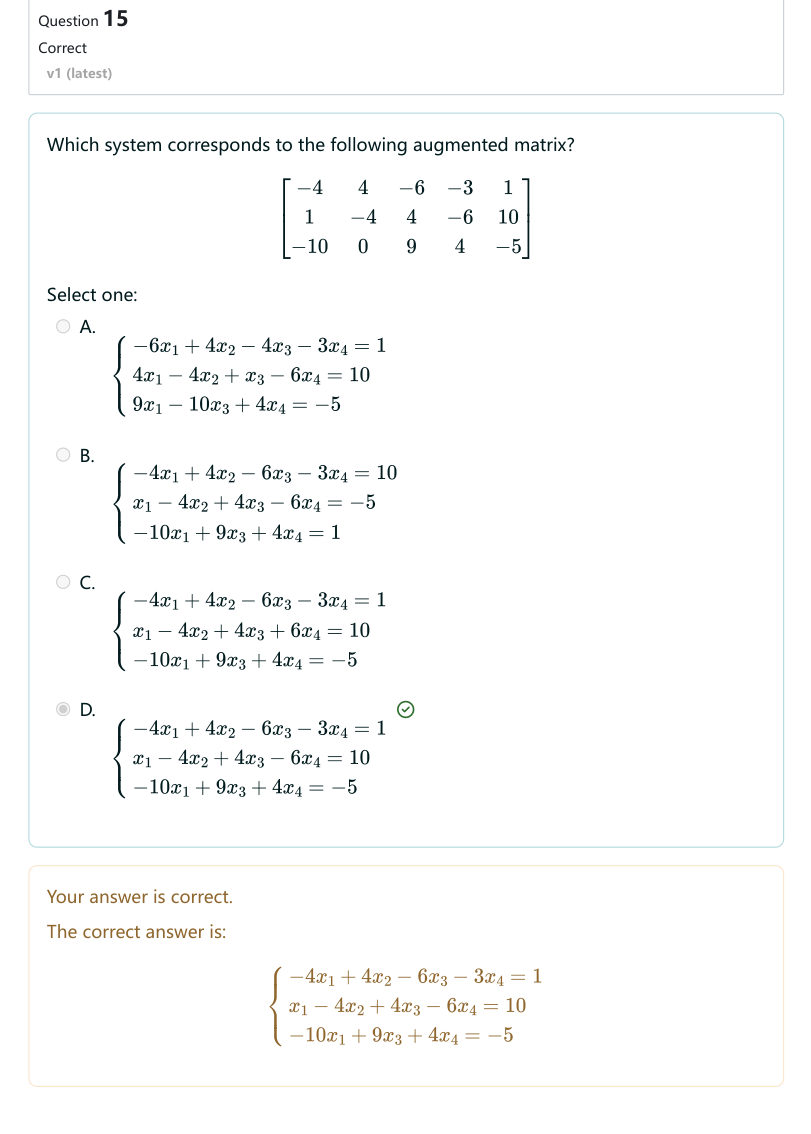 Question 15
Correct
v1 (latest)
Which system corresponds to the following augmented matrix?
−4 4 −6 −3 1
1 −4 4 −6 10
−10 0 9 4 −5
Select one:
A.
−6x₁ + 4x₂ − 4x₃ − 3x₄ = 1
4x₁ − 4x₂ + x₃ − 6x₄ = 10
9x₁ − 10x₃ + 4x₄ = −5
B.
−4x₁ + 4x₂ − 6x₃ − 3x₄ = 10
x₁ − 4x₂ + 4x₃ − 6x₄ = −5
−10x₁ + 9x₃ + 4x₄ = 1
C.
−4x₁ + 4x₂ − 6x₃ − 3x₄ = 1
x₁ − 4x₂ + 4x₃ + 6x₄ = 10
−10x₁ + 9x₃ + 4x₄ = −5
D.
−4x₁ + 4x₂ − 6x₃ − 3x₄ = 1
x₁ − 4x₂ + 4x₃ − 6x₄ = 10
−10x₁ + 9x₃ + 4x₄ = −5
Your answer is correct.
The correct answer is:
−4x₁ + 4x₂ − 6x₃ − 3x₄ = 1
x₁ − 4x₂ + 4x₃ − 6x₄ = 10
−10x₁ + 9x₃ + 4x₄ = −5